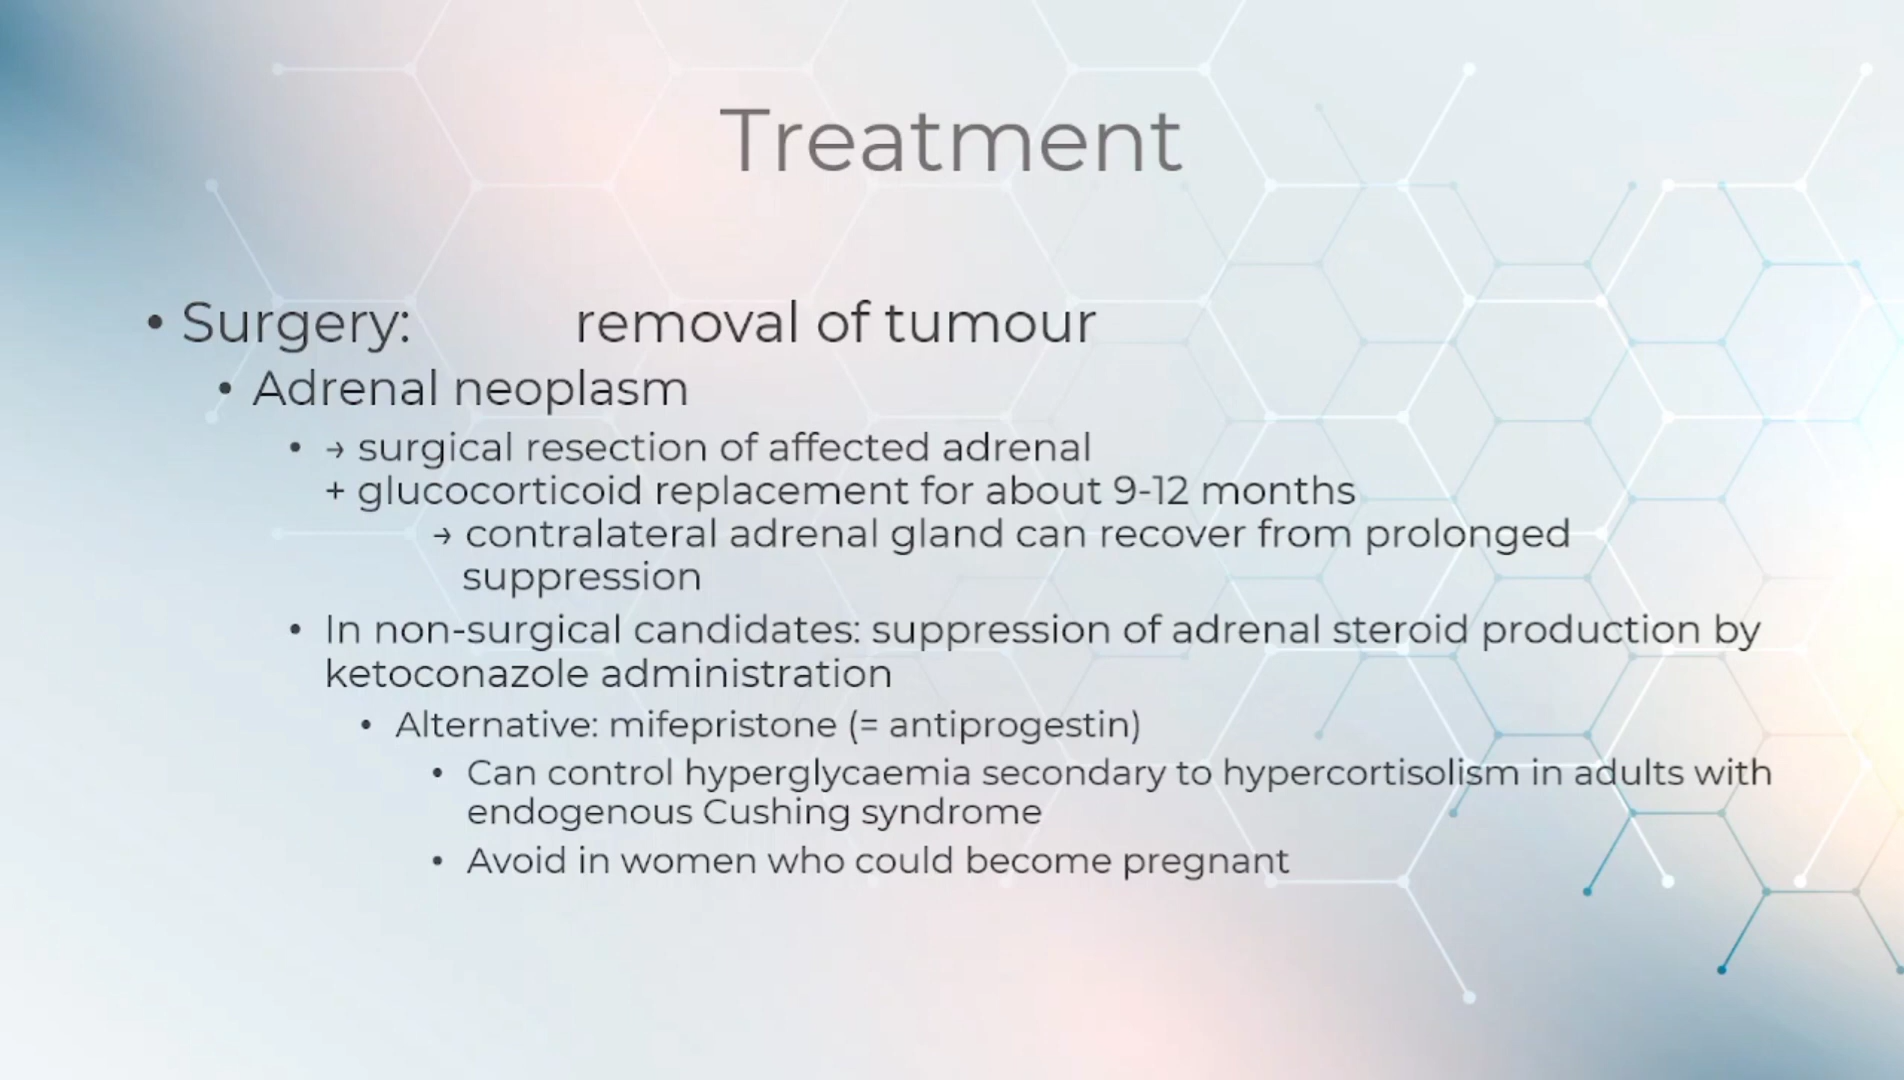 Treatment
• Surgery: removal of tumour
• Adrenal neoplasm
• → surgical resection of affected adrenal
+ glucocorticoid replacement for about 9-12 months
→ contralateral adrenal gland can recover from prolonged
suppression
• In non-surgical candidates: suppression of adrenal steroid production by
ketoconazole administration
• Alternative: mifepristone (= antiprogestin)
• Can control hyperglycaemia secondary to hypercortisolism in adults with
endogenous Cushing syndrome
• Avoid in women who could become pregnant